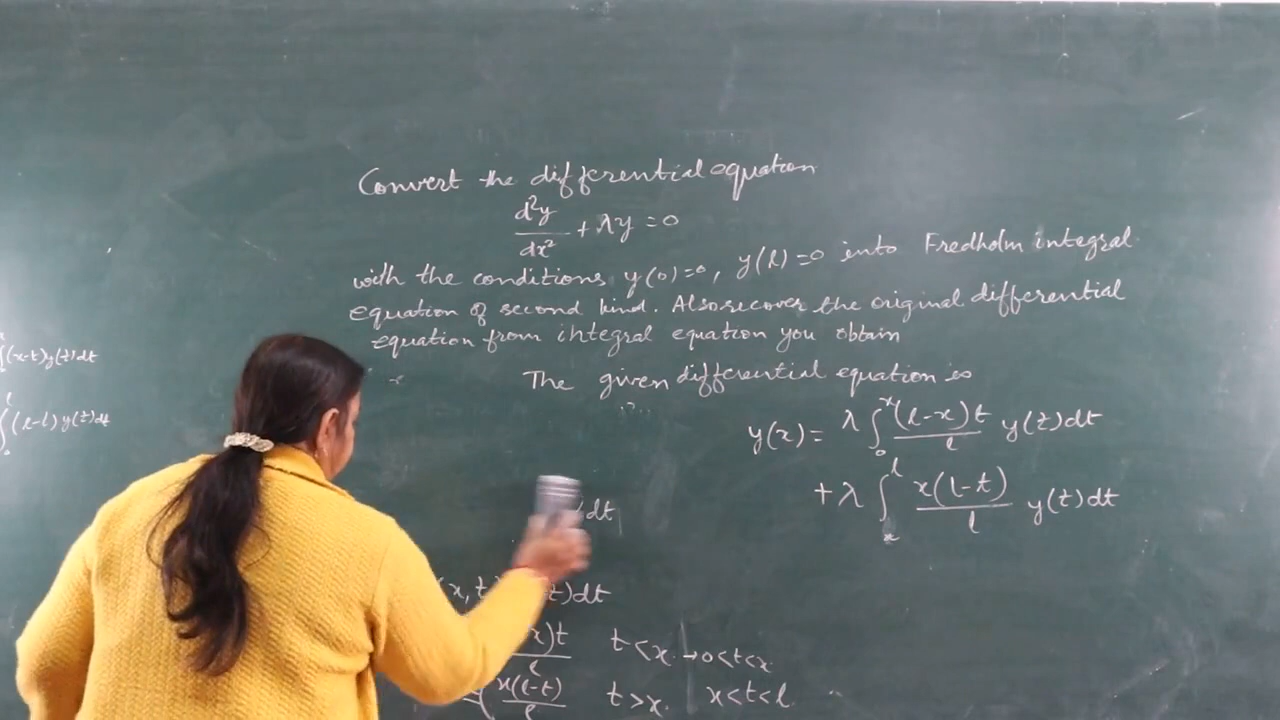 Convert the differential equation
d²y/dx² + λy = 0
with the conditions y(0)=0, y(l)=0 into Fredholm integral
equation of second kind. Also recover the original differential
equation from integral equation you obtain
The given differential equation is
(x-t)y(t)dt
∫₀ˡ (l-t) y(t)dt
y(x) = λ ∫₀ˣ (l-x)t/l y(t)dt
+ λ ∫ₓˡ x(l-t)/l y(t)dt
dt
(x,t) t)dt
x)t/l t<x → 0<t<x
x(l-t)/l t>x x<t<l